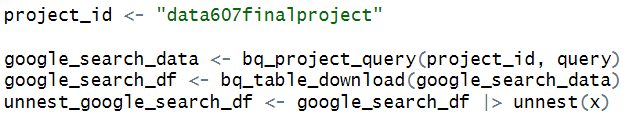 project_id <- "data607finalproject"
google_search_data <- bq_project_query(project_id, query)
google_search_df <- bq_table_download(google_search_data)
unnest_google_search_df <- google_search_df |> unnest(x)